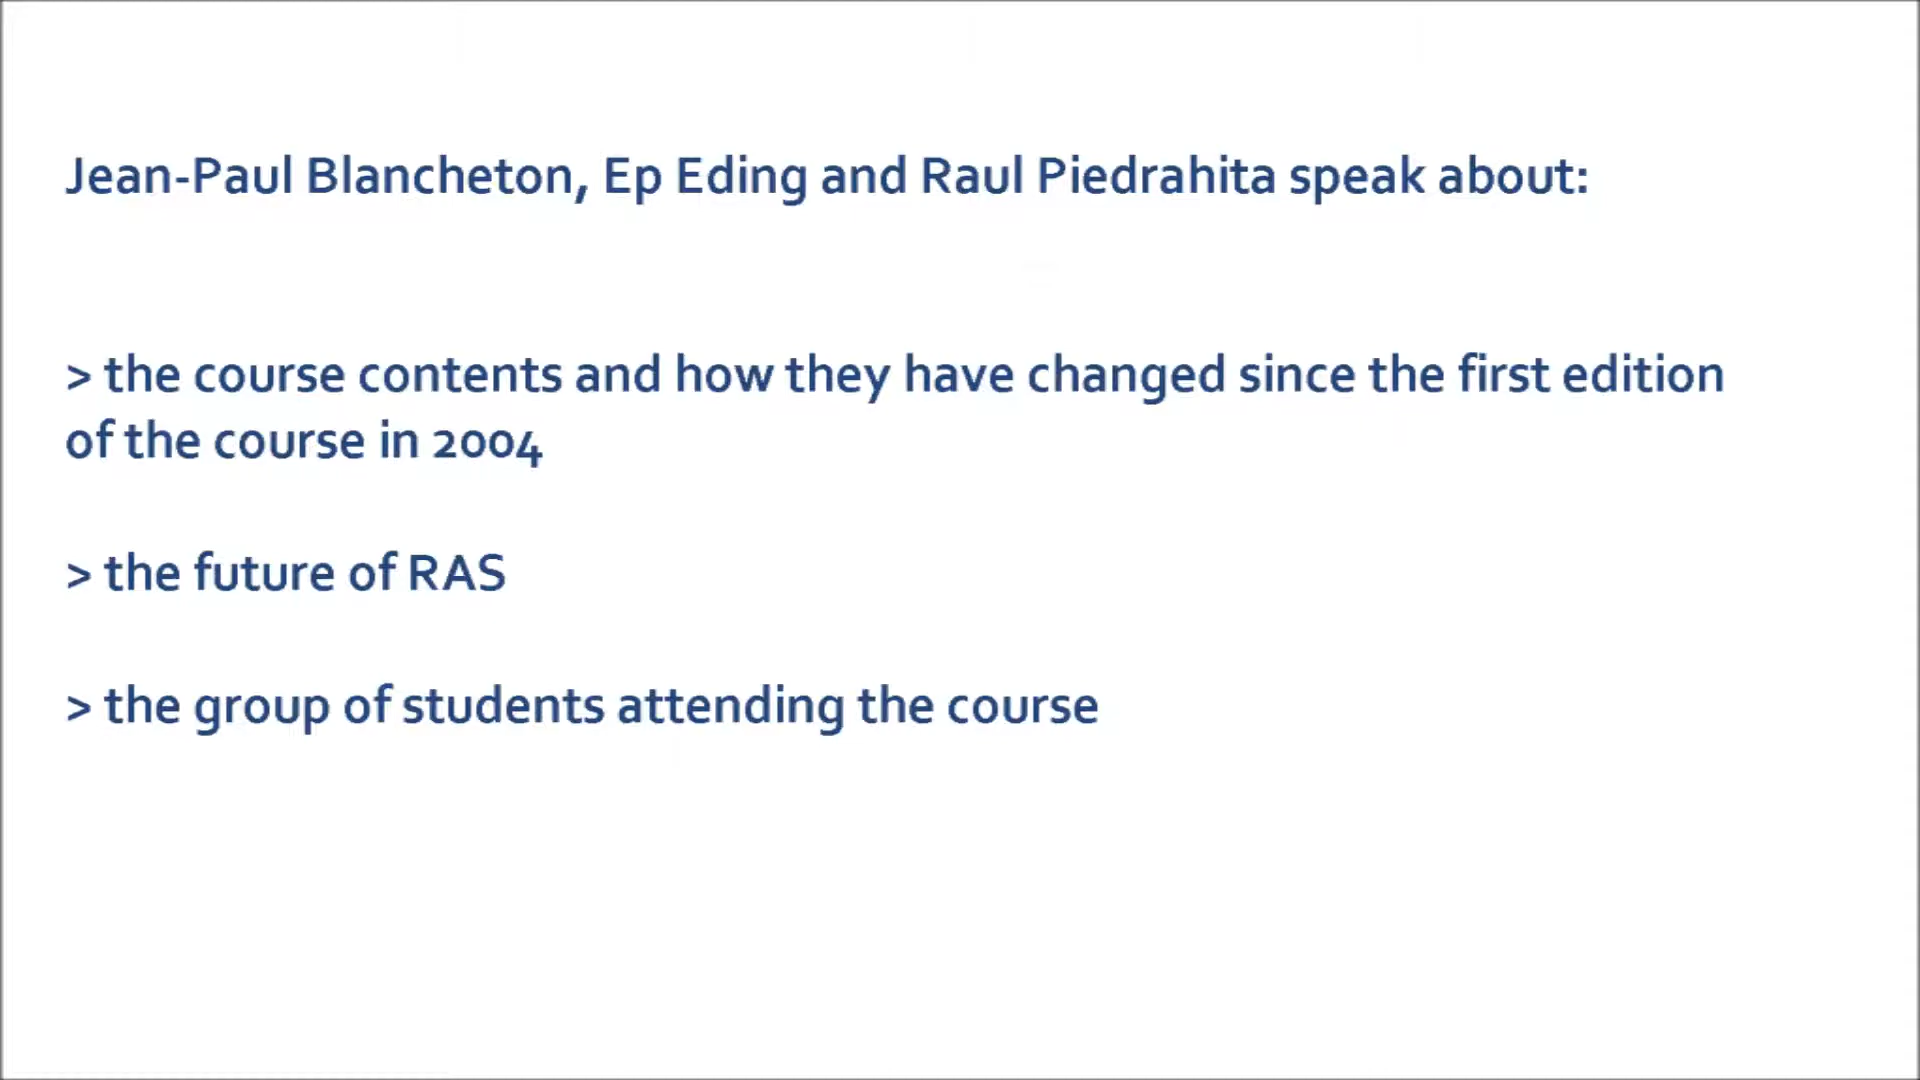 Jean-Paul Blancheton, Ep Eding and Raul Piedrahita speak about:
> the course contents and how they have changed since the first edition
of the course in 2004
> the future of RAS
> the group of students attending the course